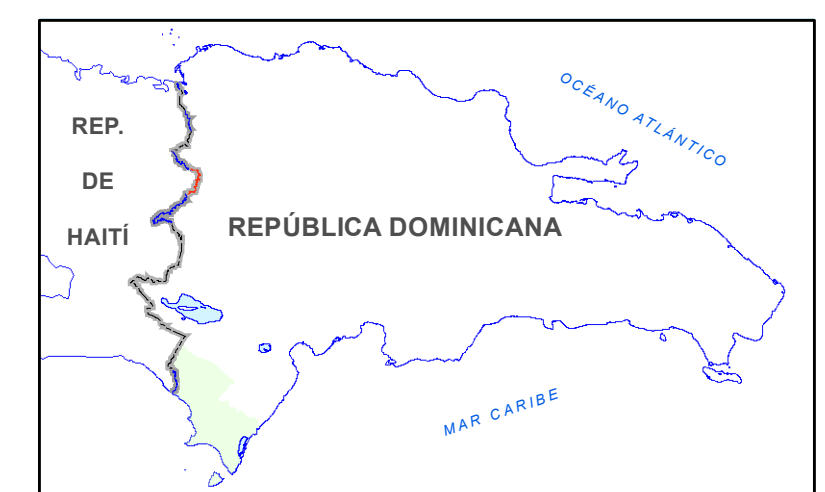 OCÉANO ATLÁNTICO
REP.
DE
HAITÍ
REPÚBLICA DOMINICANA
MAR CARIBE